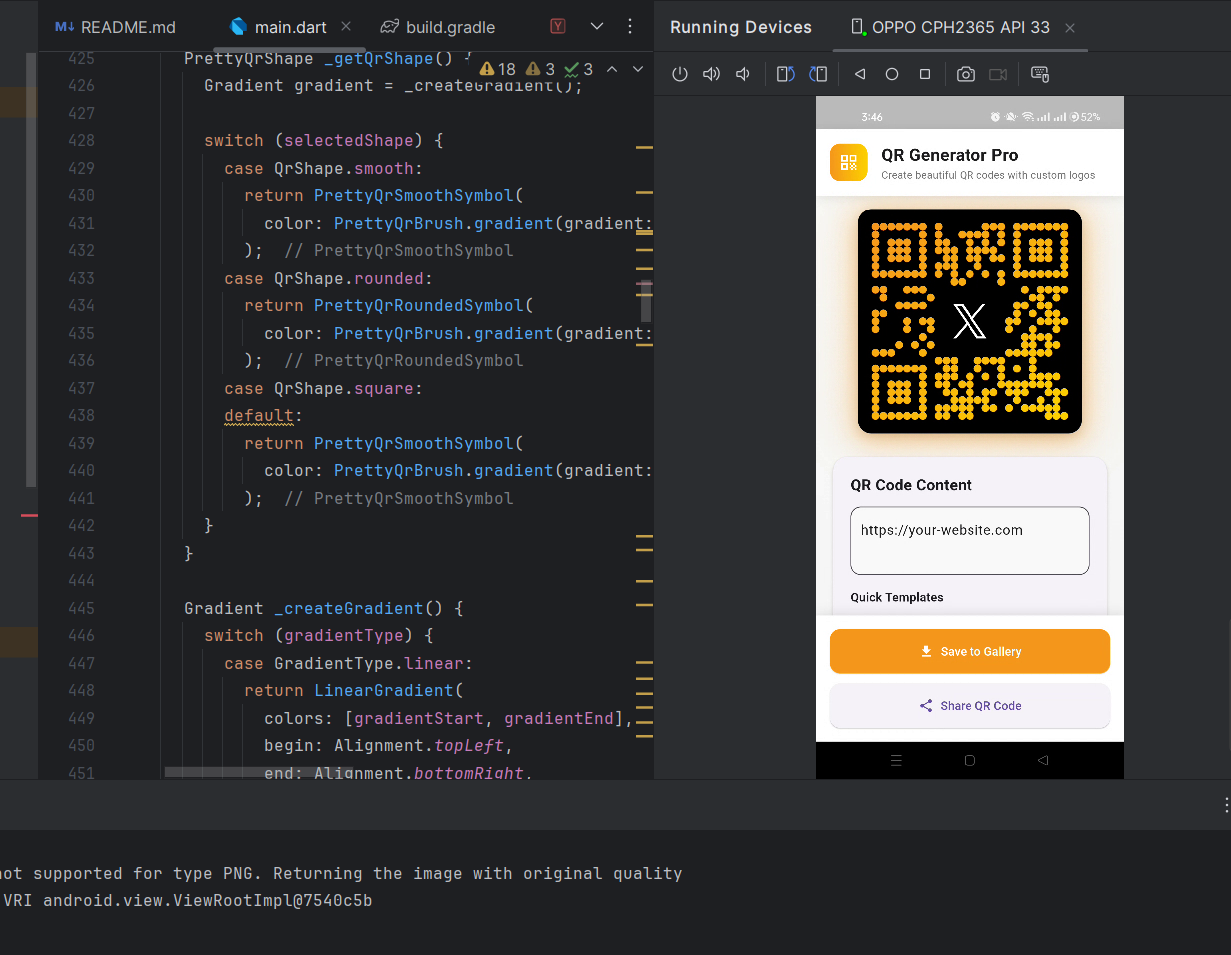 README.md
main.dart
build.gradle
Running Devices
OPPO CPH2365 API 33
18 3 3
425 PrettyQrShape _getQrShape() {
426 Gradient gradient = _createGradient();
427
428 switch (selectedShape) {
429 case QrShape.smooth:
430 return PrettyQrSmoothSymbol(
431 color: PrettyQrBrush.gradient(gradient:
432 ); // PrettyQrSmoothSymbol
433 case QrShape.rounded:
434 return PrettyQrRoundedSymbol(
435 color: PrettyQrBrush.gradient(gradient:
436 ); // PrettyQrRoundedSymbol
437 case QrShape.square:
438 default:
439 return PrettyQrSmoothSymbol(
440 color: PrettyQrBrush.gradient(gradient:
441 ); // PrettyQrSmoothSymbol
442 }
443 }
444
445 Gradient _createGradient() {
446 switch (gradientType) {
447 case GradientType.linear:
448 return LinearGradient(
449 colors: [gradientStart, gradientEnd],
450 begin: Alignment.topLeft,
451 end: Alignment.bottomRight,
3:46
52%
QR Generator Pro
Create beautiful QR codes with custom logos
X
QR Code Content
https://your-website.com
Quick Templates
Save to Gallery
Share QR Code
not supported for type PNG. Returning the image with original quality
VRI android.view.ViewRootImpl@7540c5b